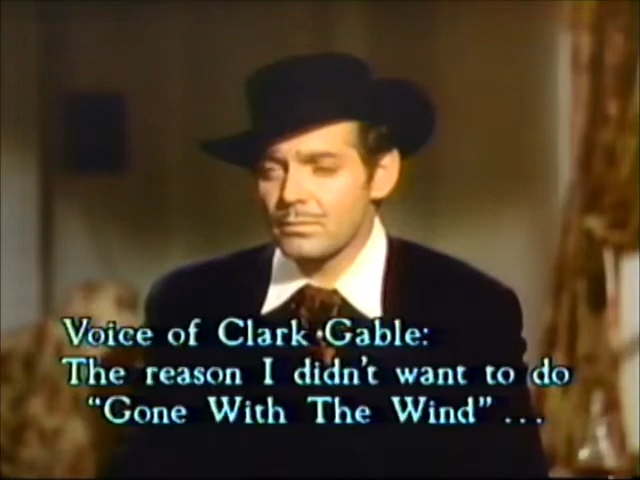 Voice of Clark Gable:
The reason I didn't want to do
“Gone With The Wind” ...